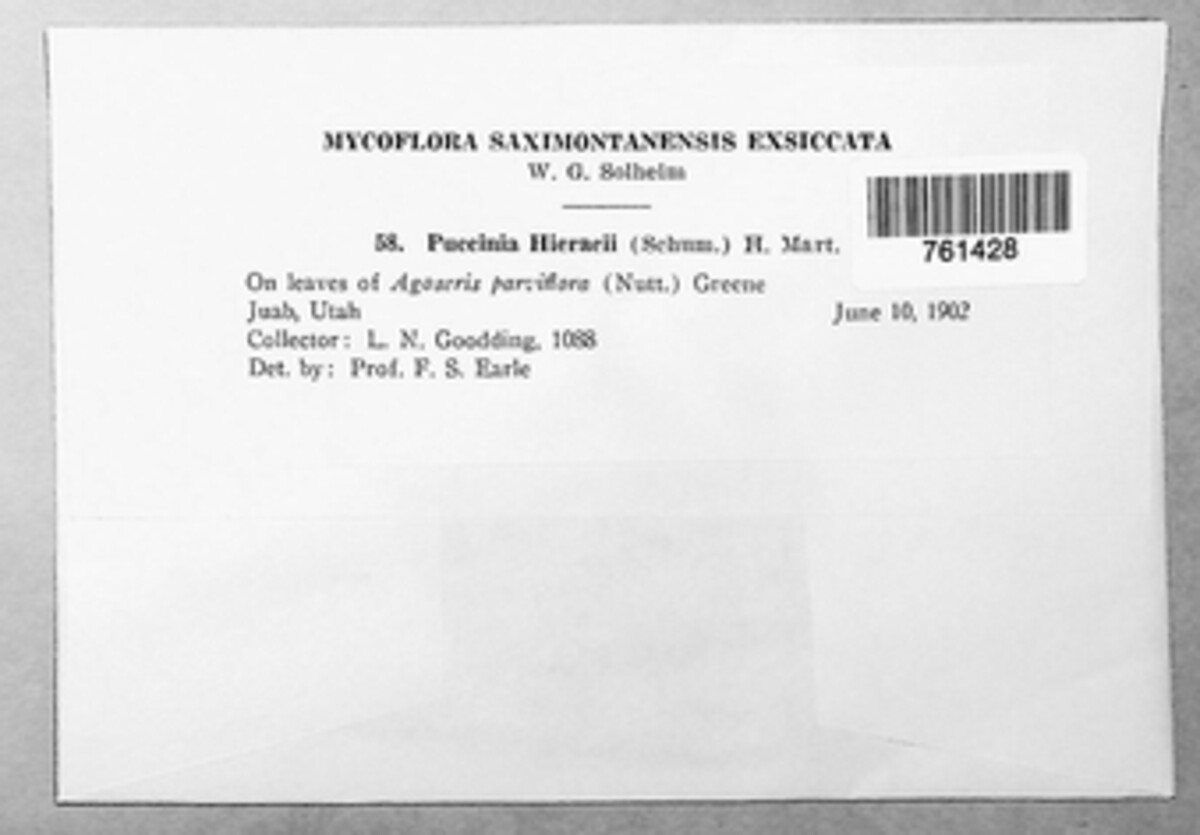 MYCOFLORA SAXIMONTANENSIS EXSICCATA
W. G. Solheim
58. Puccinia Hieracii (Schum.) H. Mart.
761428
On leaves of Agoseris parviflora (Nutt.) Greene
Juab, Utah June 10, 1902
Collector: L. N. Goodding, 1088
Det. by: Prof. F. S. Earle